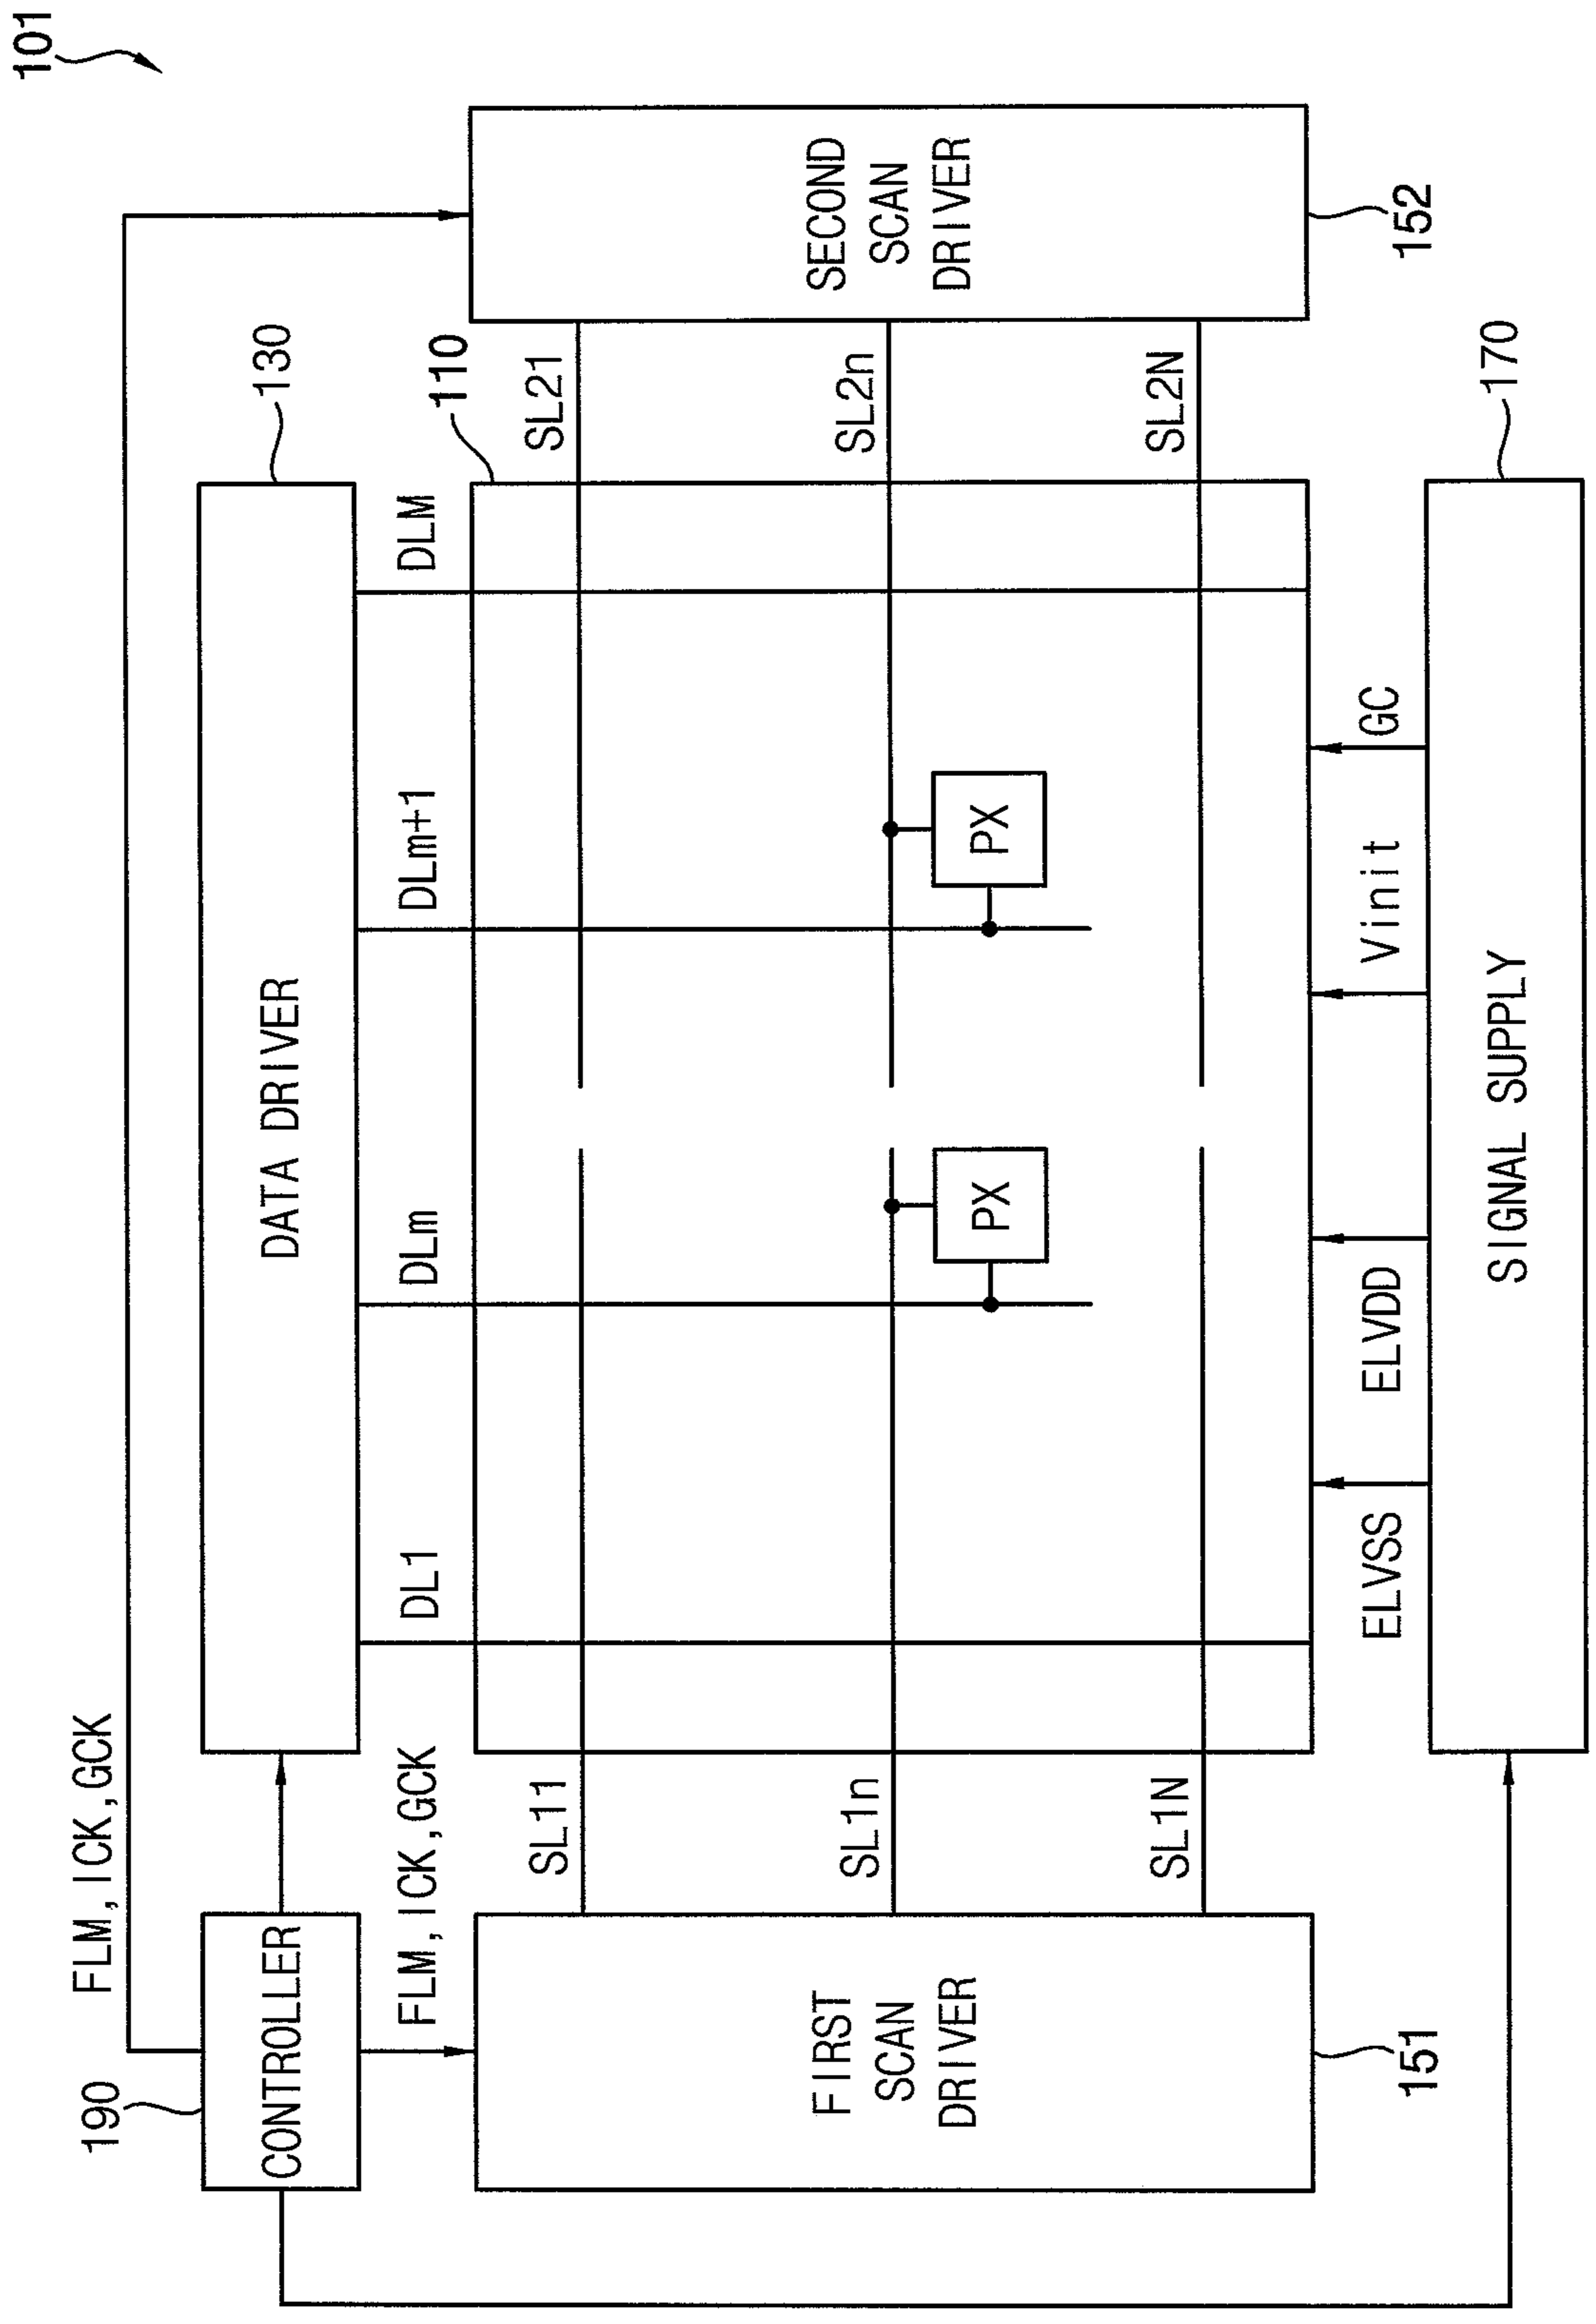 101
FLM,ICK,GCK
190
CONTROLLER
DATA DRIVER
130
FLM,ICK,GCK
DL1
DLm
DLm+1
DLM
110
FIRST
SCAN
DRIVER
151
SL11
SL1n
SL1N
PX
PX
SL21
SL2n
SL2N
SECOND
SCAN
DRIVER
152
ELVSS
ELVDD
Vinit
GC
SIGNAL SUPPLY
170